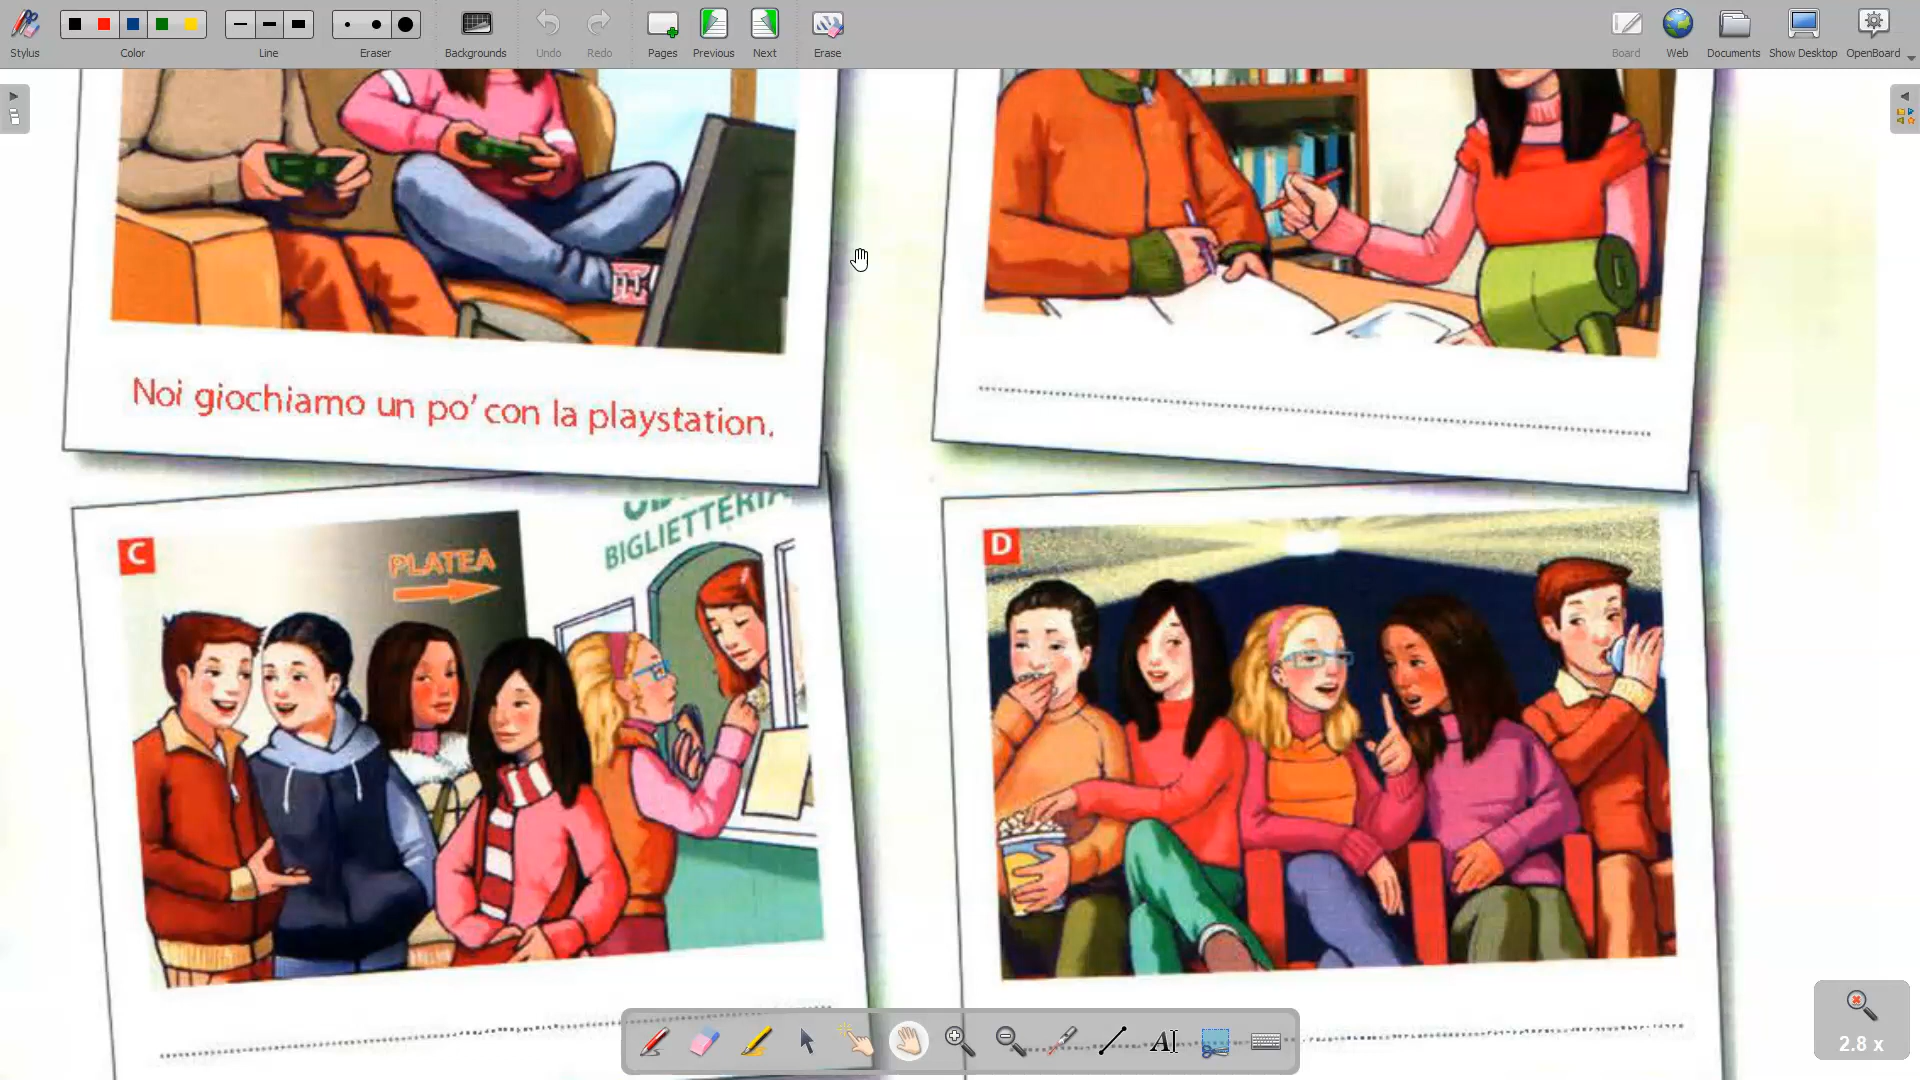 Stylus
Color
Line
Eraser
Backgrounds
Undo
Redo
Pages
Previous
Next
Erase
Board
Web
Documents
Show Desktop
OpenBoard
Noi giochiamo un po' con la playstation.
C
PLATEA
BIGLIETTERIA
D
2.8 x